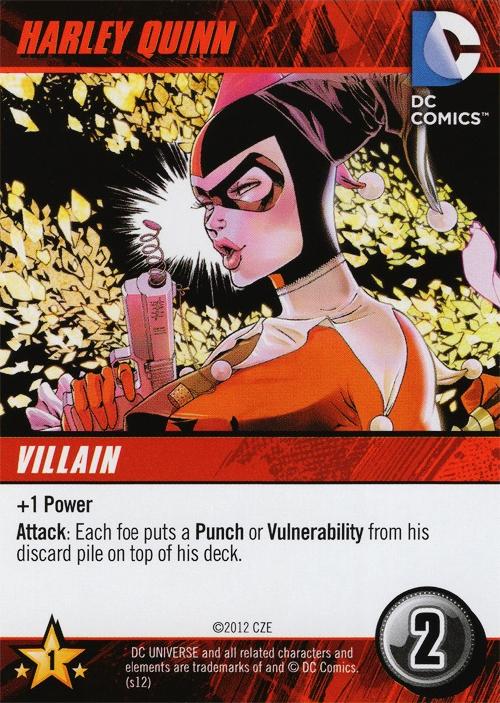 HARLEY QUINN
DC
DC
COMICS™
VILLAIN
+1 Power
Attack: Each foe puts a Punch or Vulnerability from his
discard pile on top of his deck.
©2012 CZE
1
DC UNIVERSE and all related characters and
elements are trademarks of and © DC Comics.
(s12)
2